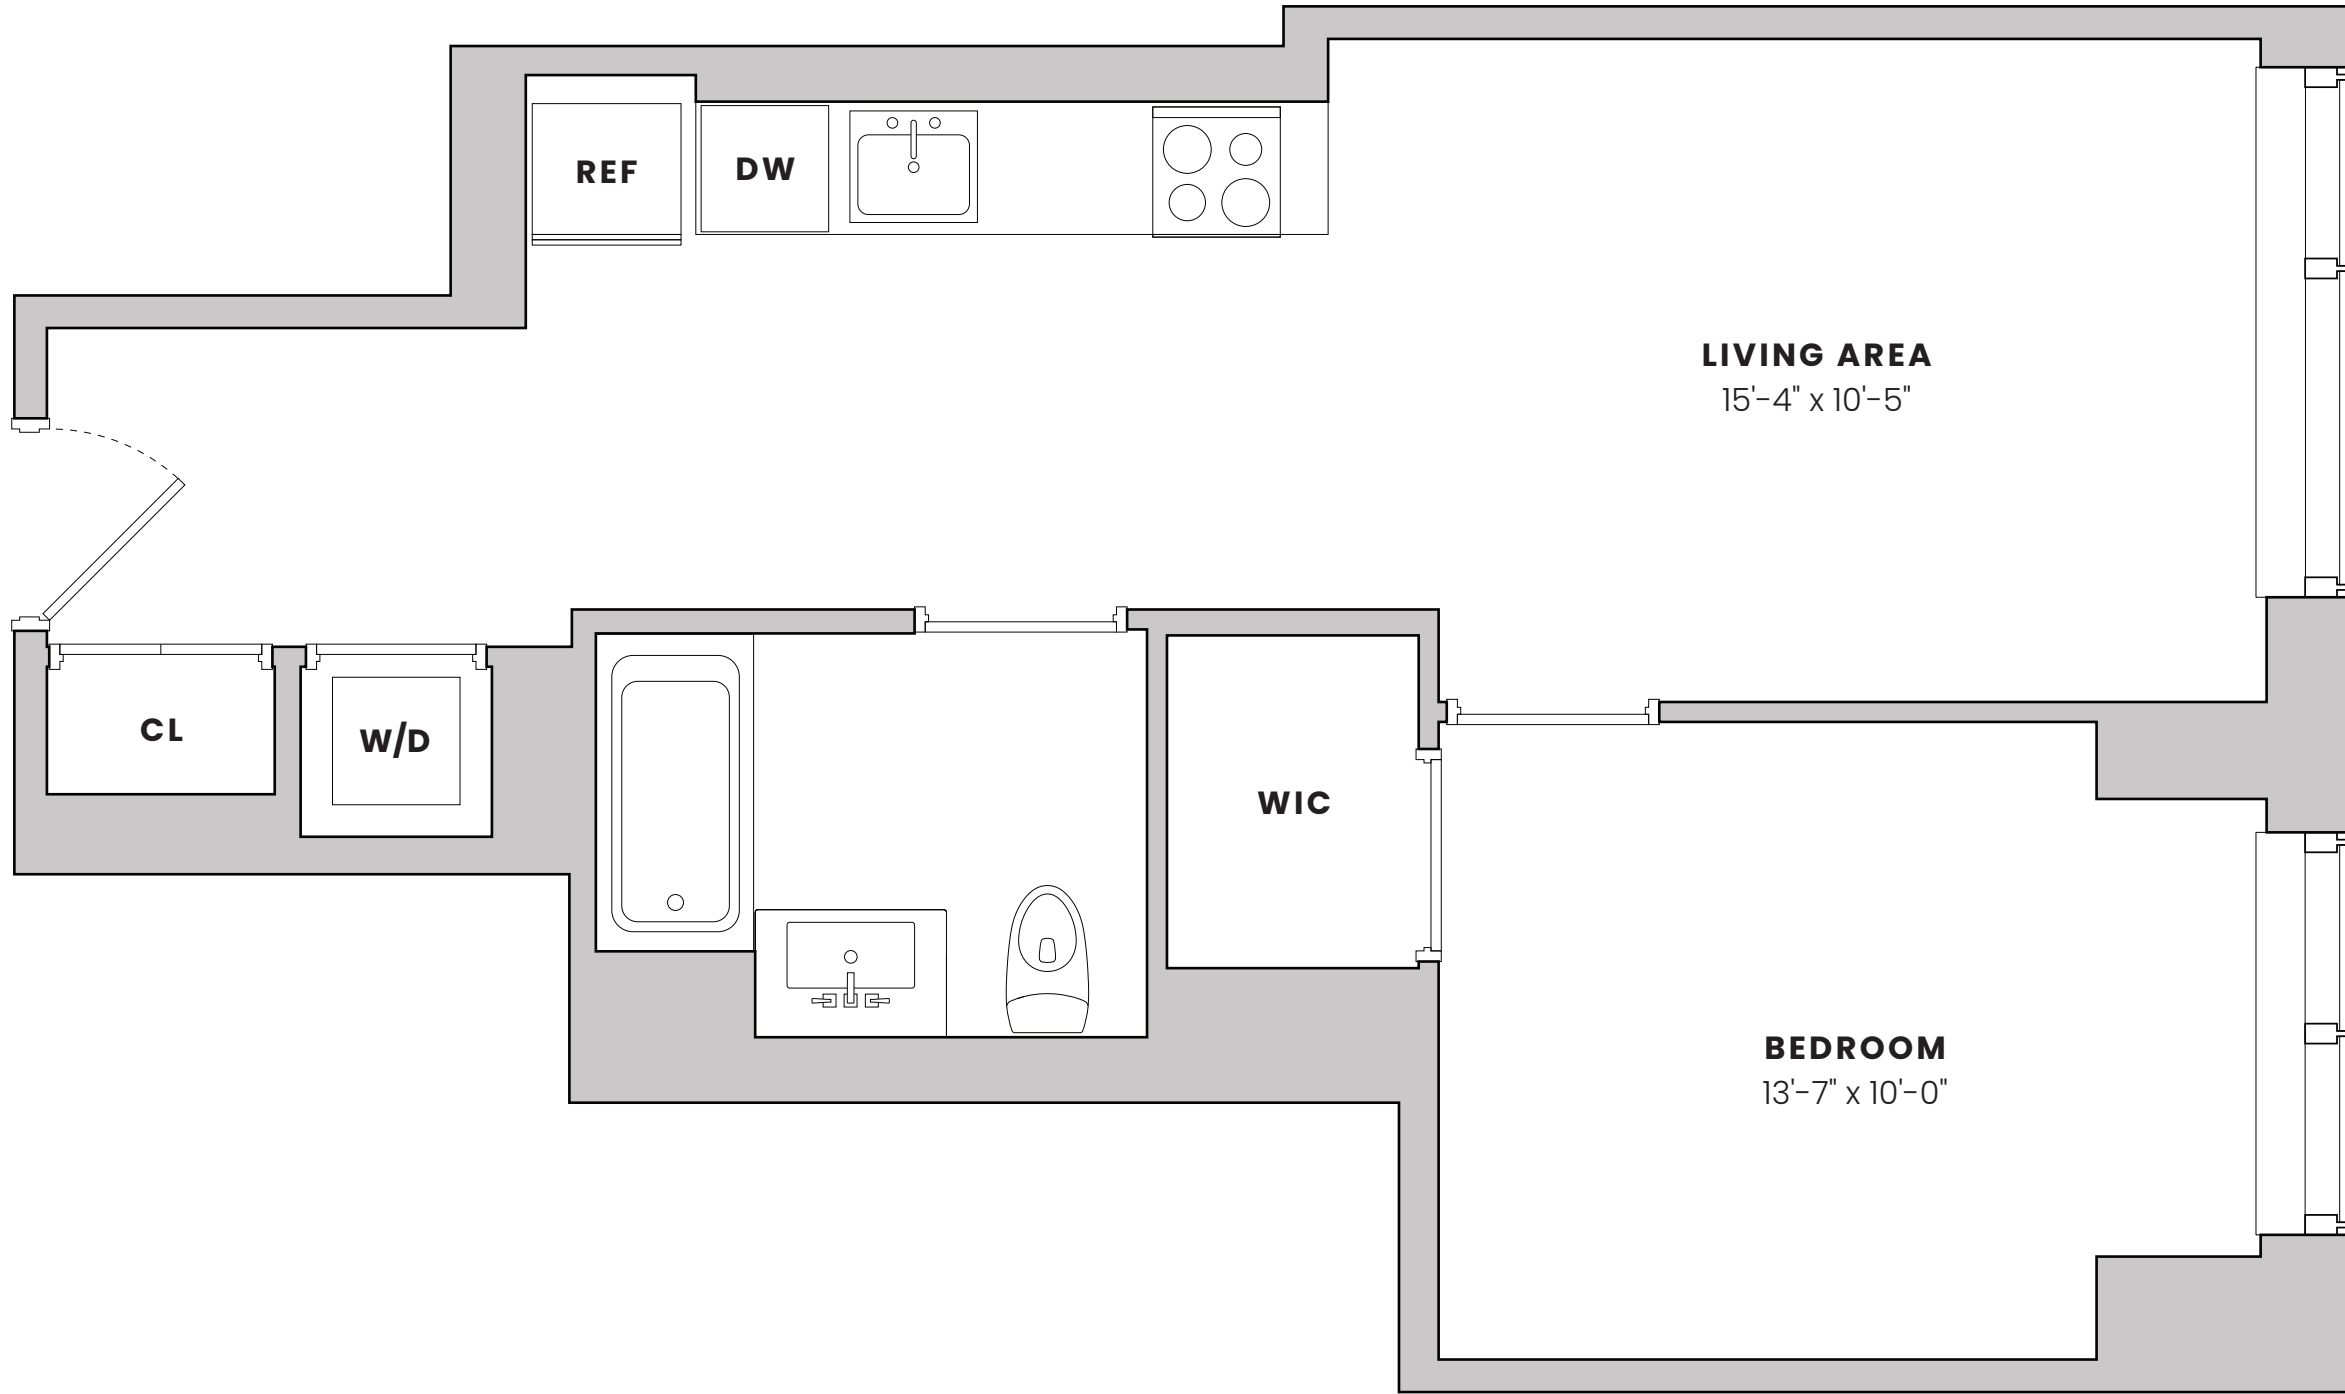 REF
DW
LIVING AREA
15'-4" x 10'-5"
CL
W/D
WIC
BEDROOM
13'-7" x 10'-0"